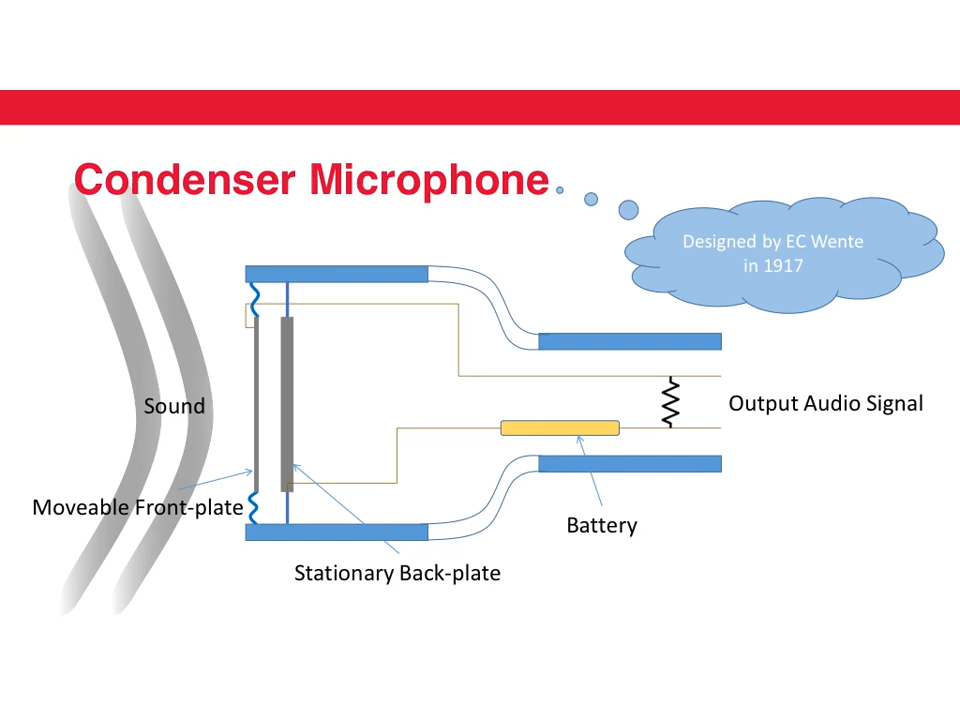 Condenser Microphone
Designed by EC Wente
in 1917
Sound
Output Audio Signal
Moveable Front-plate
Battery
Stationary Back-plate